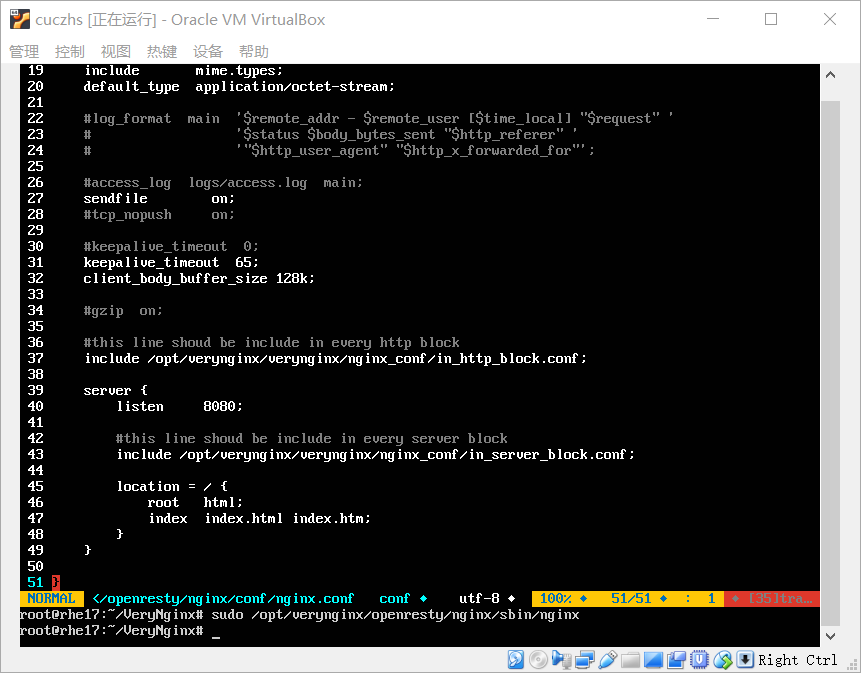 cuczhs [正在运行] - Oracle VM VirtualBox
管理 控制 视图 热键 设备 帮助
19     include       mime.types;
20     default_type  application/octet-stream;
21
22     #log_format  main  '$remote_addr - $remote_user [$time_local] "$request" '
23     #                  '$status $body_bytes_sent "$http_referer" '
24     #                  '"$http_user_agent" "$http_x_forwarded_for"';
25
26     #access_log  logs/access.log  main;
27     sendfile        on;
28     #tcp_nopush     on;
29
30     #keepalive_timeout  0;
31     keepalive_timeout  65;
32     client_body_buffer_size 128k;
33
34     #gzip  on;
35
36     #this line shoud be include in every http block
37     include /opt/verynginx/verynginx/nginx_conf/in_http_block.conf;
38
39     server {
40         listen     8080;
41
42         #this line shoud be include in every server block
43         include /opt/verynginx/verynginx/nginx_conf/in_server_block.conf;
44
45         location = / {
46             root   html;
47             index  index.html index.htm;
48         }
49     }
50
51 }
NORMAL  </openresty/nginx/conf/nginx.conf   conf ◆    utf-8 ◆   100% ◆   51/51 ◆  :  1  ◆ [35]tra…
root@rhe17:~/VeryNginx# sudo /opt/verynginx/openresty/nginx/sbin/nginx
root@rhe17:~/VeryNginx# _
Right Ctrl